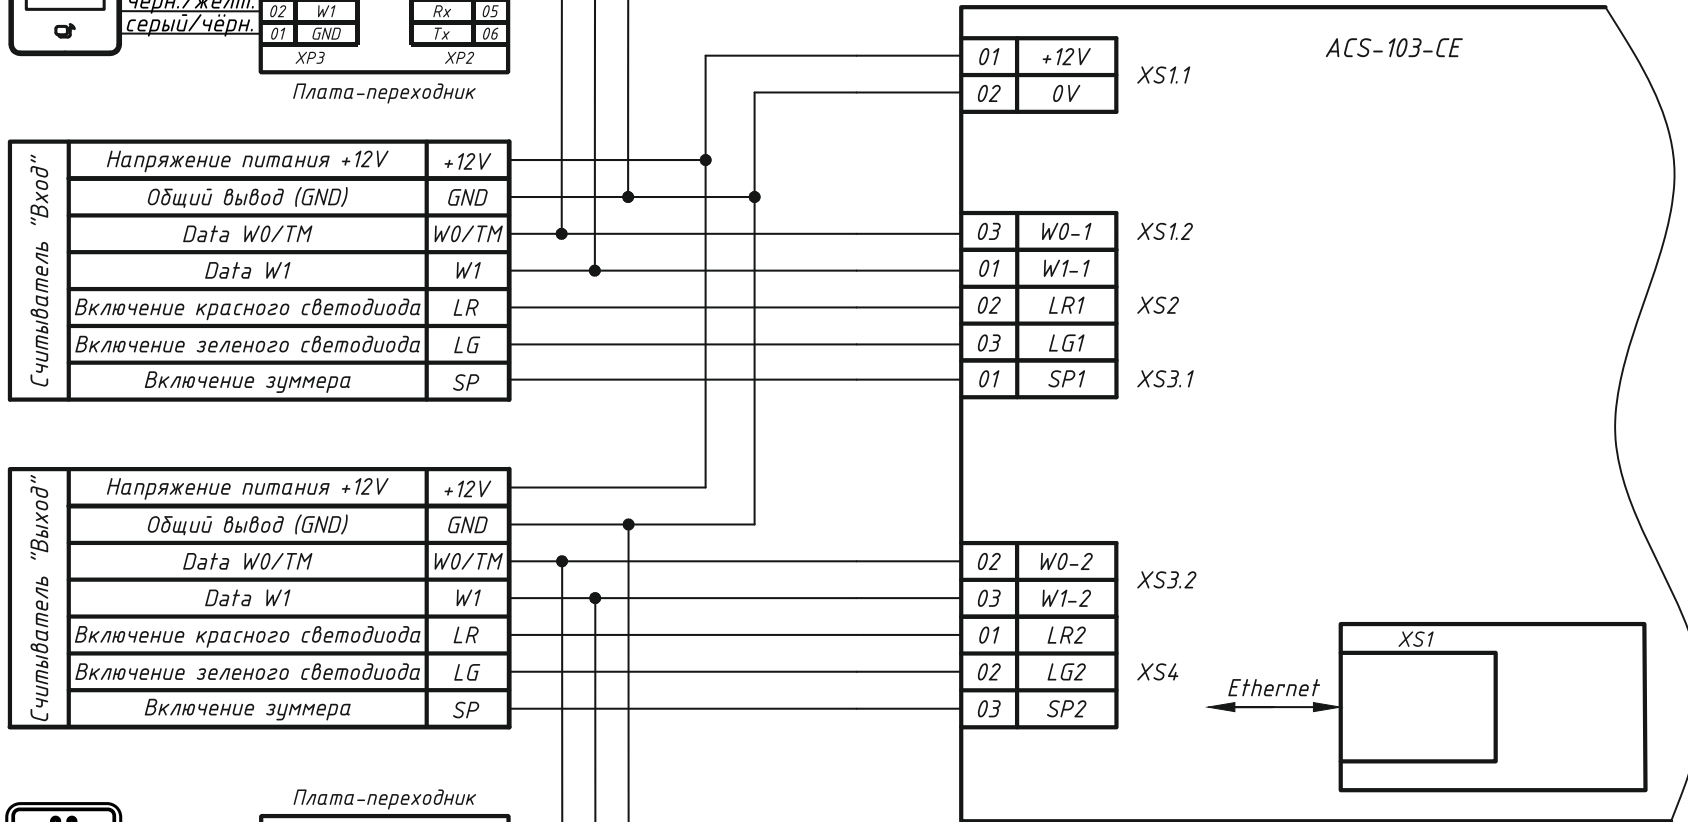 чёрн./желт.
серый/чёрн.
02 W1
01 GND
XP3
Rx 05
Tx 06
XP2
Плата-переходник
Считыватель "Вход"
Напряжение питания +12V +12V
Общий вывод (GND) GND
Data W0/TM W0/TM
Data W1 W1
Включение красного светодиода LR
Включение зеленого светодиода LG
Включение зуммера SP
Считыватель "Выход"
Напряжение питания +12V +12V
Общий вывод (GND) GND
Data W0/TM W0/TM
Data W1 W1
Включение красного светодиода LR
Включение зеленого светодиода LG
Включение зуммера SP
Плата-переходник
ACS-103-CE
01 +12V
02 0V
XS1.1
03 W0-1
01 W1-1
02 LR1
03 LG1
01 SP1
XS1.2
XS2
XS3.1
02 W0-2
03 W1-2
01 LR2
02 LG2
03 SP2
XS3.2
XS4
Ethernet
XS1